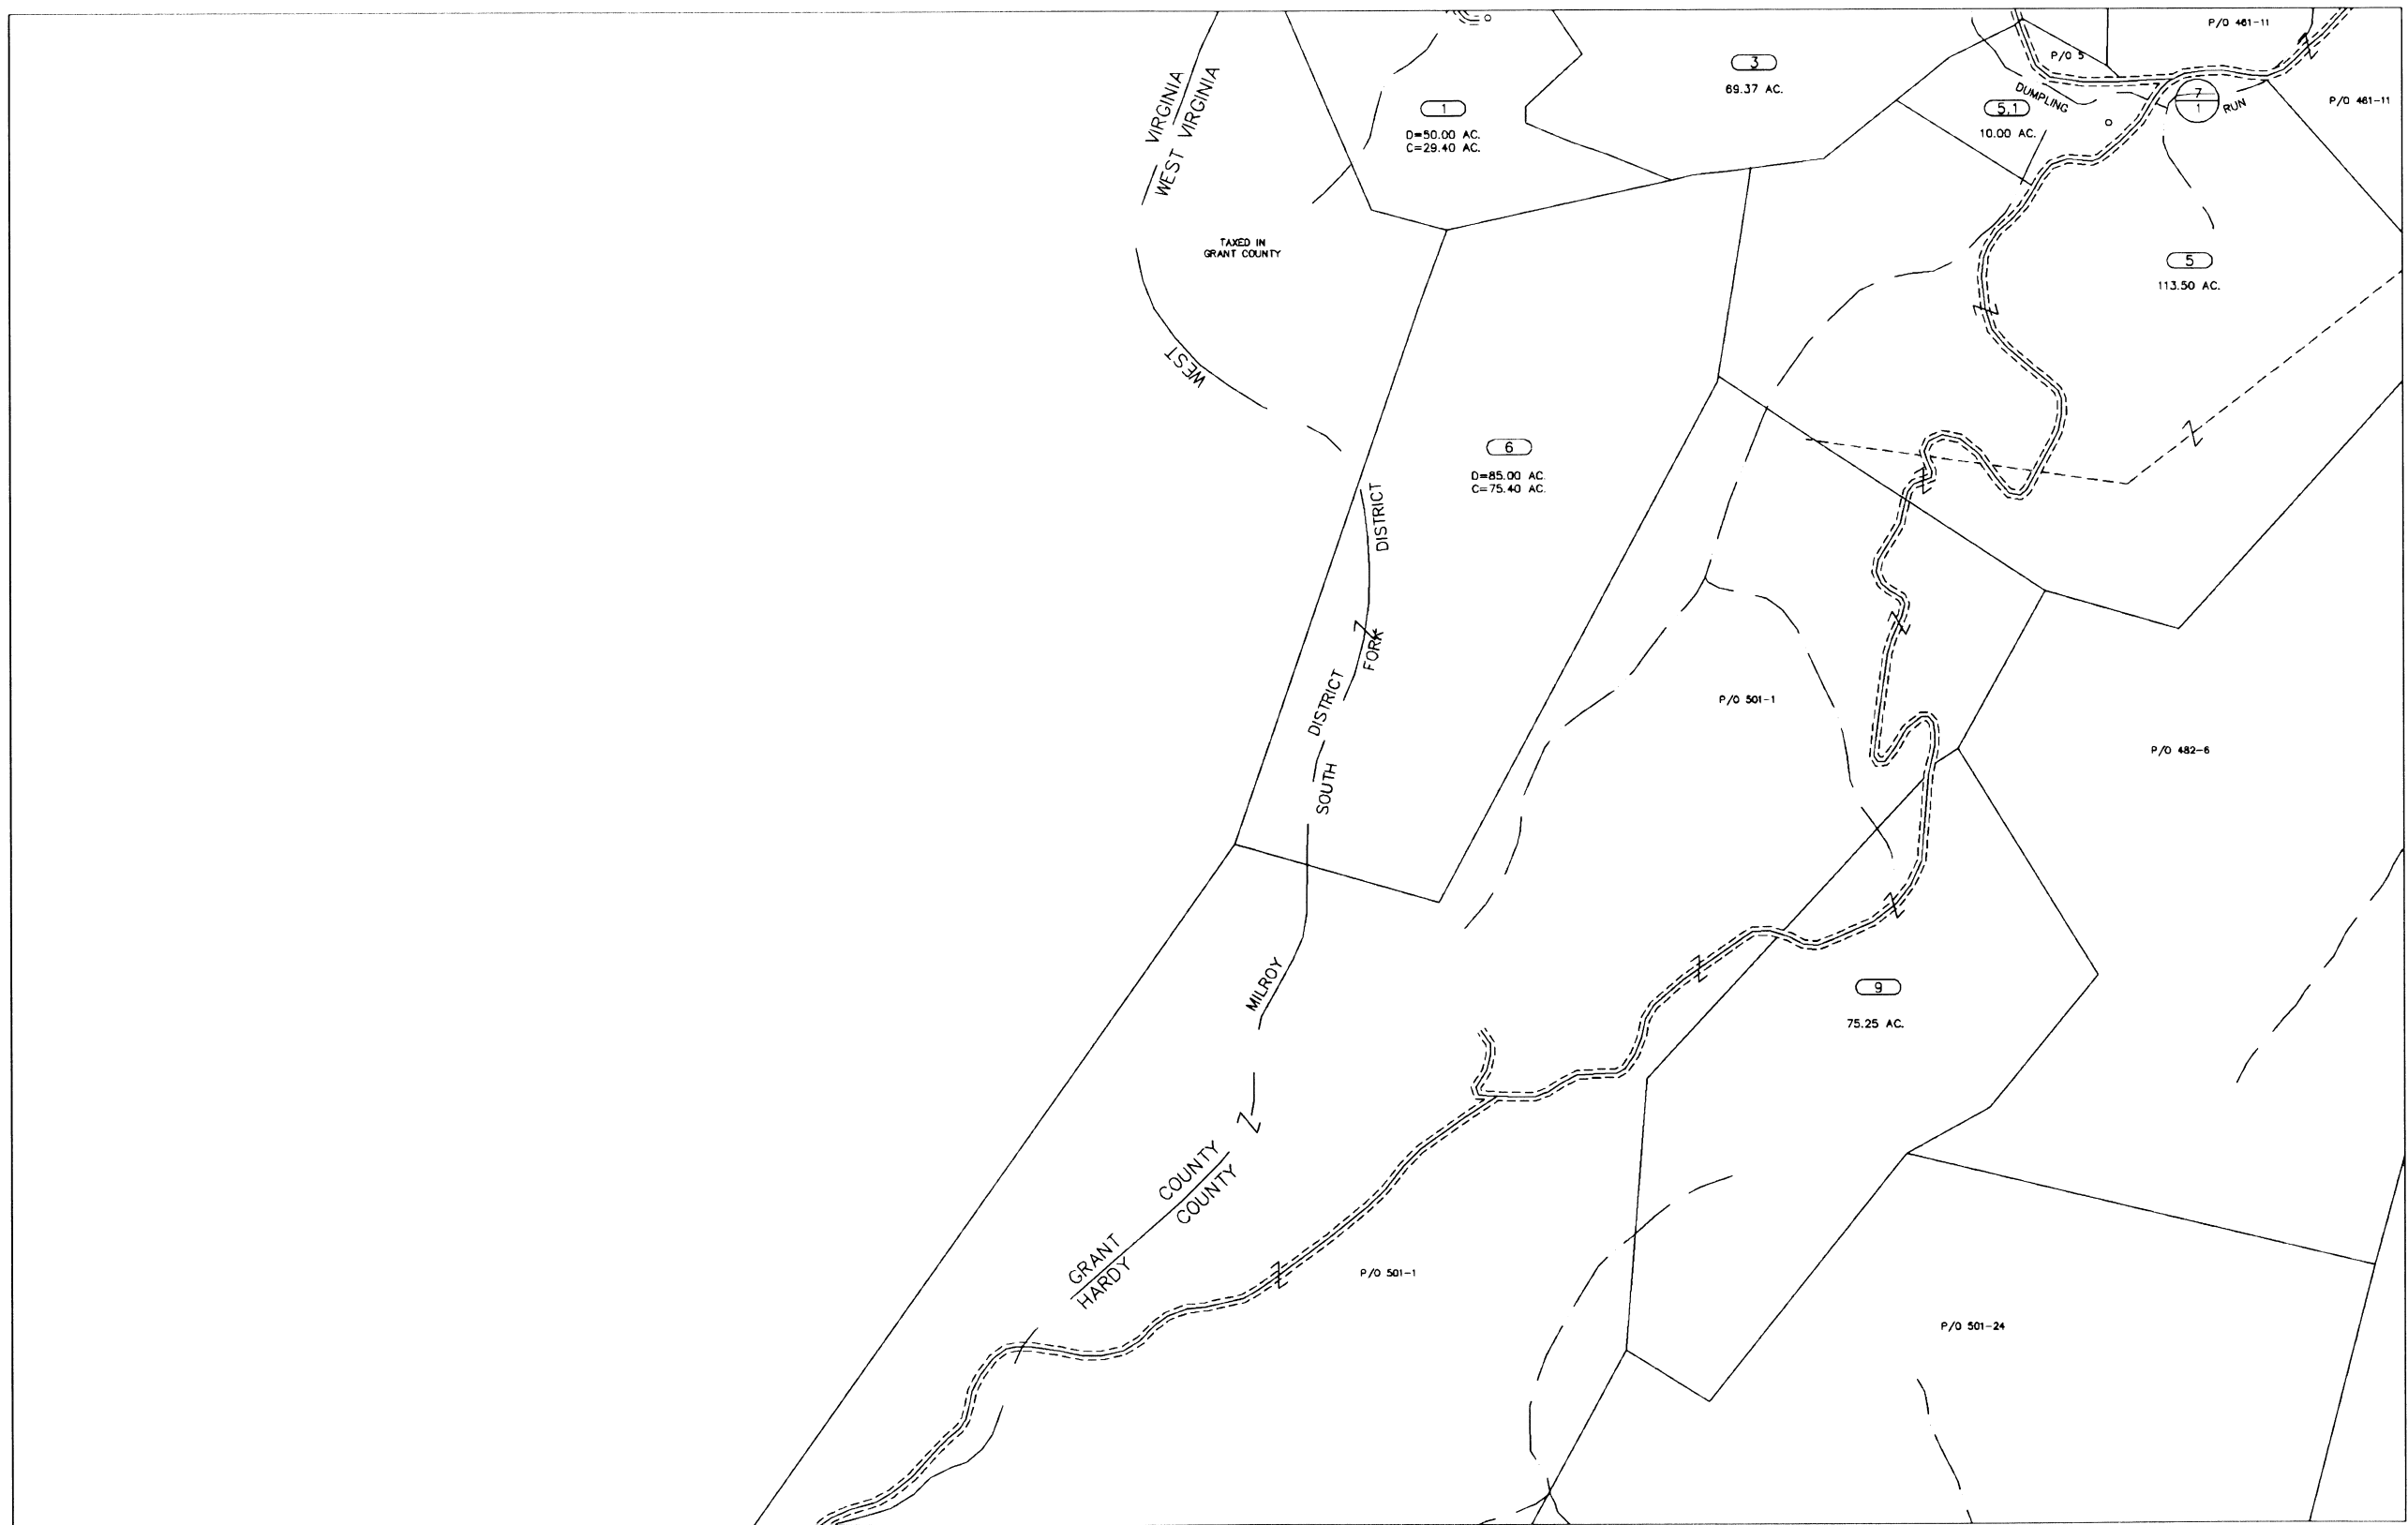 P/O 461-11
P/O 5
3
69.37 AC.
VIRGINIA
WEST VIRGINIA
1
D=50.00 AC.
C=29.40 AC.
DUMPLING
7
1
RUN
P/O 461-11
5.1
10.00 AC.
TAXED IN
GRANT COUNTY
5
113.50 AC.
WEST
6
D=85.00 AC.
C=75.40 AC.
DISTRICT
FORK
DISTRICT
SOUTH
P/O 501-1
P/O 482-6
MILROY
9
75.25 AC.
GRANT COUNTY
HARDY COUNTY
P/O 501-1
P/O 501-24